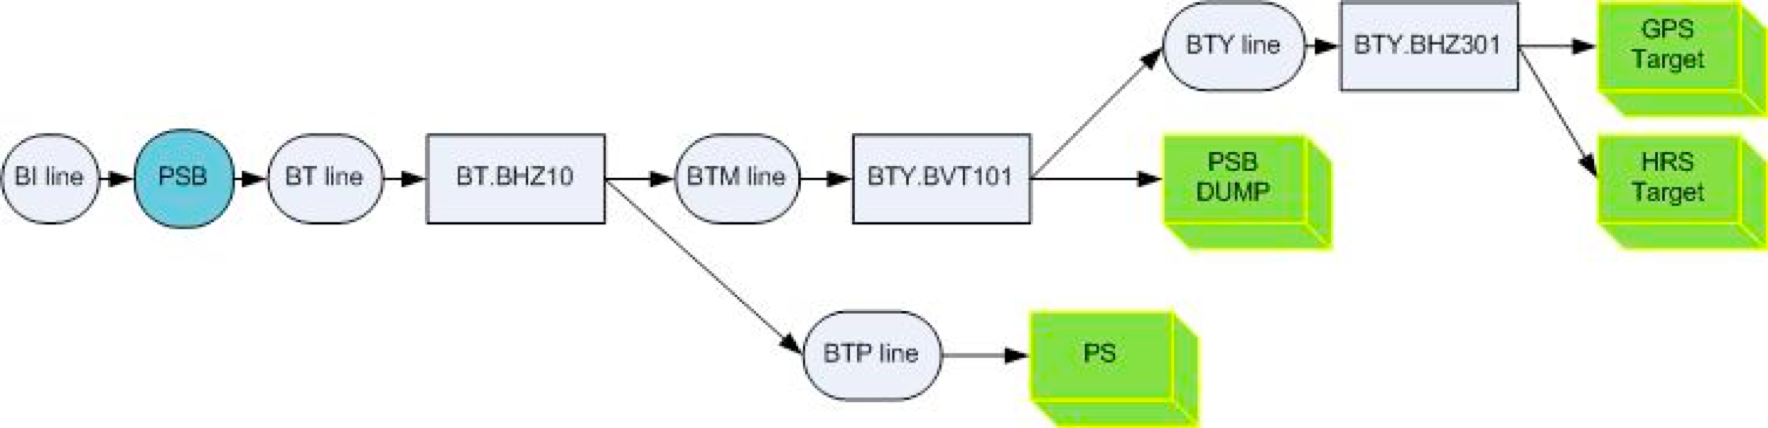 BTY line
BTY.BHZ301
GPS
Target
BI line
PSB
BT line
BT.BHZ10
BTM line
BTY.BVT101
PSB
DUMP
HRS
Target
BTP line
PS